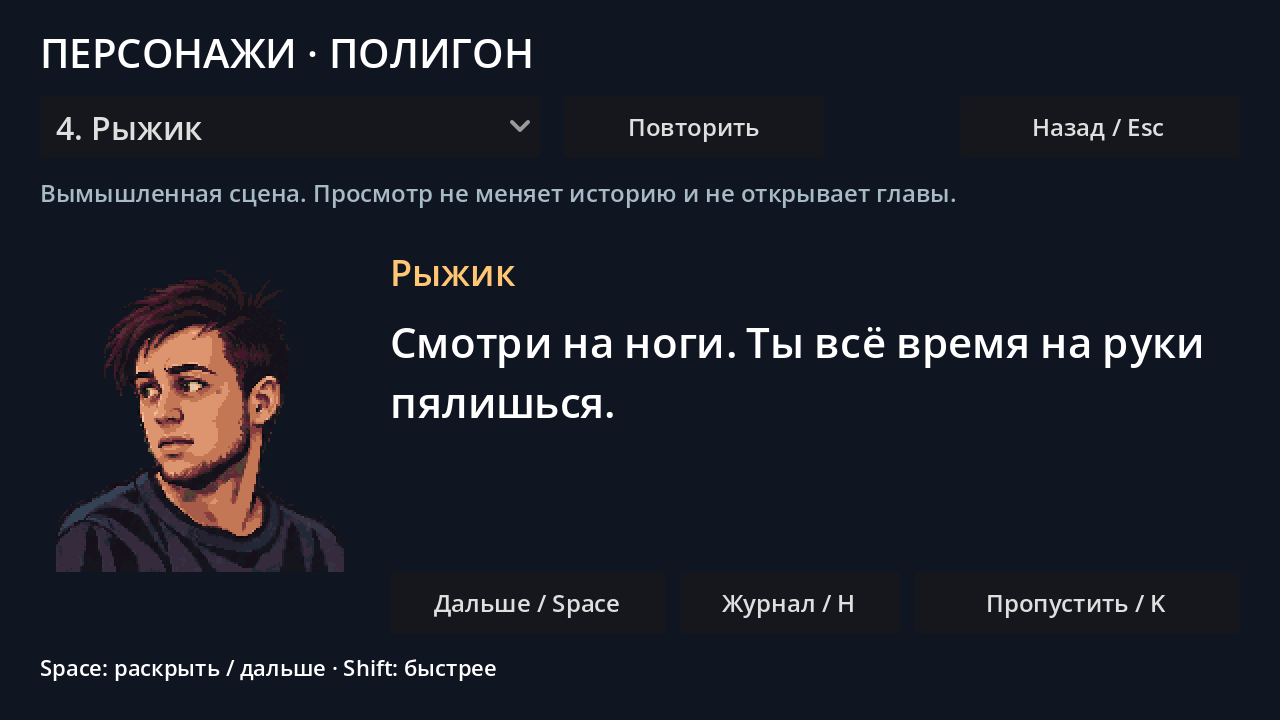 ПЕРСОНАЖИ · ПОЛИГОН
4. Рыжик
Повторить
Назад / Esc
Вымышленная сцена. Просмотр не меняет историю и не открывает главы.
Рыжик
Смотри на ноги. Ты всё время на руки
пялишься.
Дальше / Space
Журнал / H
Пропустить / K
Space: раскрыть / дальше · Shift: быстрее